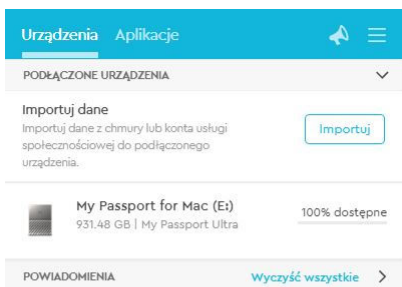 Urządzenia Aplikacje
PODŁĄCZONE URZĄDZENIA
Importuj dane
Importuj dane z chmury lub konta usługi
społecznościowej do podłączonego
urządzenia.
Importuj
My Passport for Mac (E:)
931.48 GB | My Passport Ultra
100% dostępne
POWIADOMIENIA Wyczyść wszystkie